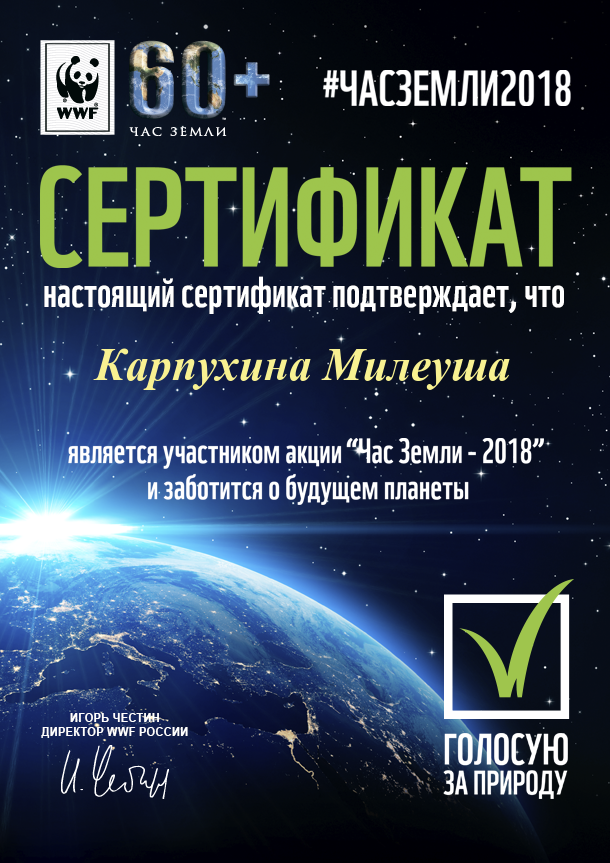 WWF
60+
ЧАС ЗЕМЛИ
#ЧАСЗЕМЛИ2018
СЕРТИФИКАТ
настоящий сертификат подтверждает, что
Карпухина Милеуша
является участником акции “Час Земли - 2018”
и заботится о будущем планеты
ИГОРЬ ЧЕСТИН
ДИРЕКТОР WWF РОССИИ
И. Честин
ГОЛОСУЮ
ЗА ПРИРОДУ